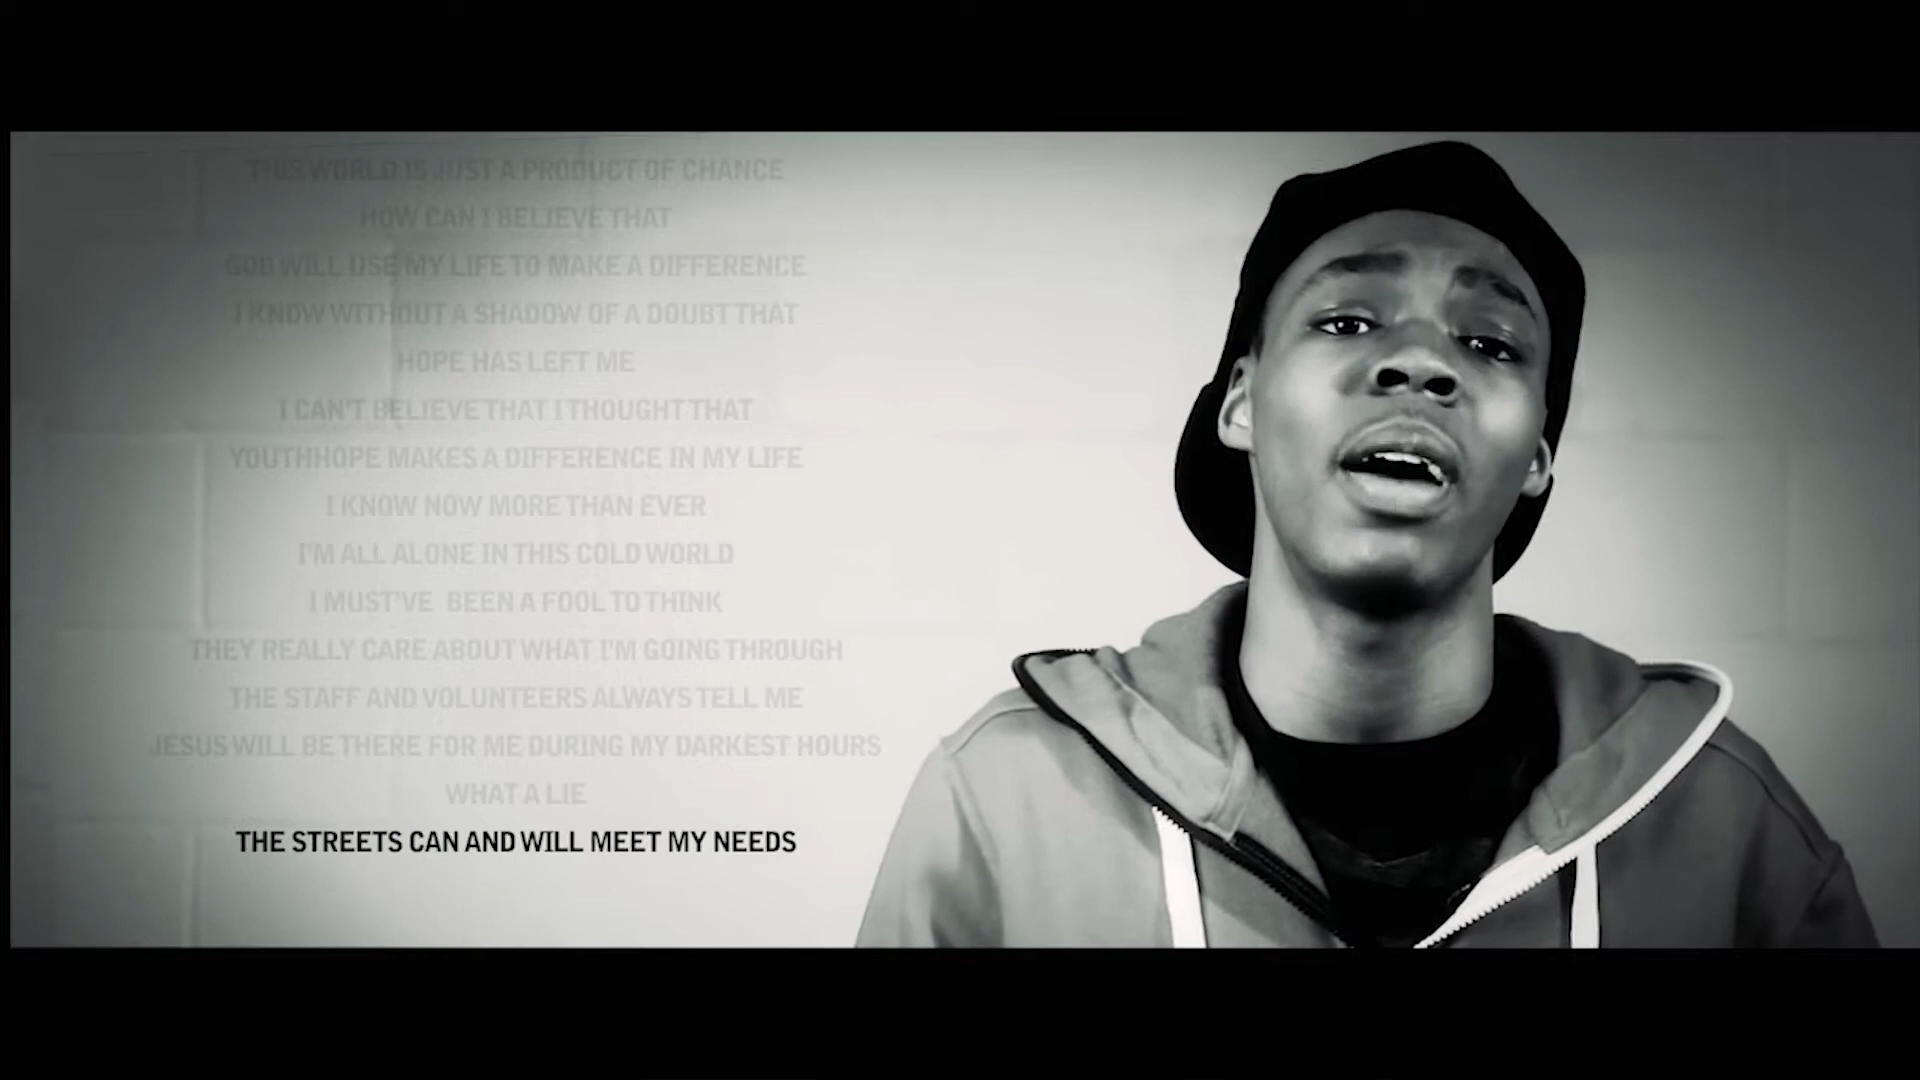 THIS WORLD IS JUST A PRODUCT OF CHANCE
HOW CAN I BELIEVE THAT
GOD WILL USE MY LIFE TO MAKE A DIFFERENCE
I KNOW WITHOUT A SHADOW OF A DOUBT THAT
HOPE HAS LEFT ME
I CAN'T BELIEVE THAT I THOUGHT THAT
YOUTHHOPE MAKES A DIFFERENCE IN MY LIFE
I KNOW NOW MORE THAN EVER
I'M ALL ALONE IN THIS COLD WORLD
I MUST'VE BEEN A FOOL TO THINK
THEY REALLY CARE ABOUT WHAT I'M GOING THROUGH
THE STAFF AND VOLUNTEERS ALWAYS TELL ME
JESUS WILL BE THERE FOR ME DURING MY DARKEST HOURS
WHAT A LIE
THE STREETS CAN AND WILL MEET MY NEEDS